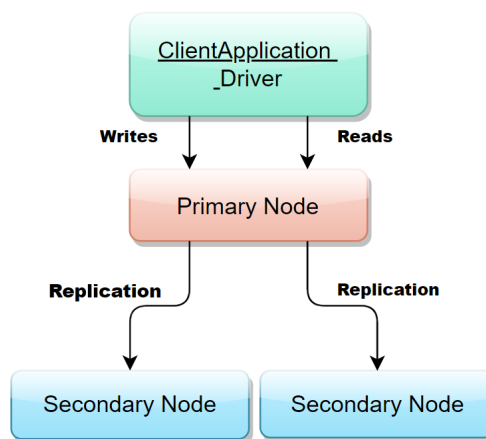 ClientApplication
_Driver
Writes
Reads
Primary Node
Replication
Replication
Secondary Node
Secondary Node